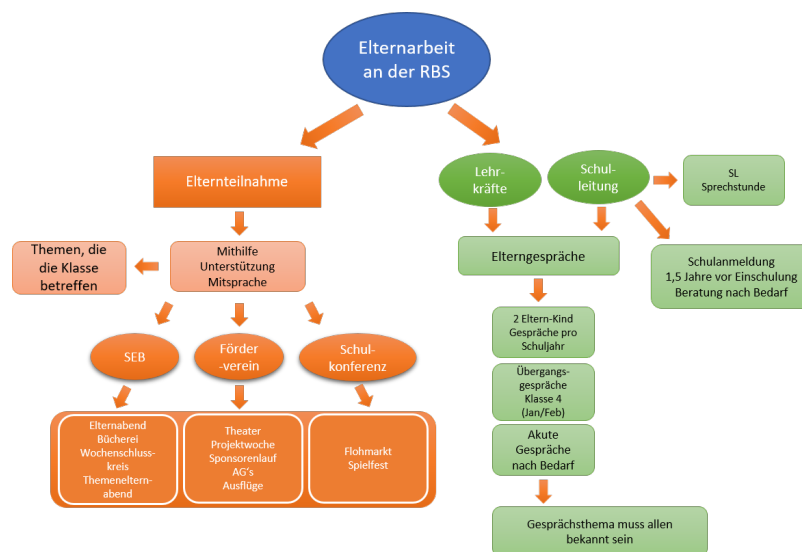 Elternarbeit
an der RBS
Elternteilnahme
Lehr-
kräfte
Schul-
leitung
SL
Sprechstunde
Themen, die
die Klasse
betreffen
Mithilfe
Unterstützung
Mitsprache
Elterngespräche
Schulanmeldung
1,5 Jahre vor Einschulung
Beratung nach Bedarf
SEB
Förder
-verein
Schul-
konferenz
2 Eltern-Kind
Gespräche pro
Schuljahr
Übergangs-
gespräche
Klasse 4
(Jan/Feb)
Akute
Gespräche
nach Bedarf
Elternabend
Bücherei
Wochenschluss-
kreis
Themeneltern-
abend
Theater
Projektwoche
Sponsorenlauf
AG's
Ausflüge
Flohmarkt
Spielfest
Gesprächsthema muss allen
bekannt sein